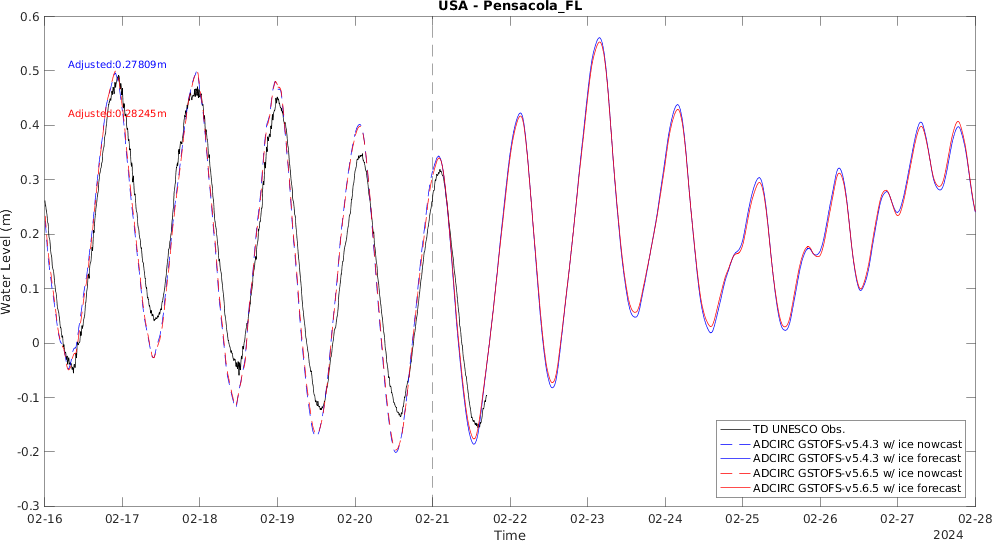 USA - Pensacola_FL
0.6
0.5
0.4
0.3
0.2
0.1
0
-0.1
-0.2
-0.3
Water Level (m)
Adjusted:0.27809m
Adjusted:0.28245m
TD UNESCO Obs.
ADCIRC GSTOFS-v5.4.3 w/ ice nowcast
ADCIRC GSTOFS-v5.4.3 w/ ice forecast
ADCIRC GSTOFS-v5.6.5 w/ ice nowcast
ADCIRC GSTOFS-v5.6.5 w/ ice forecast
02-16 02-17 02-18 02-19 02-20 02-21 02-22 02-23 02-24 02-25 02-26 02-27 02-28
Time
2024